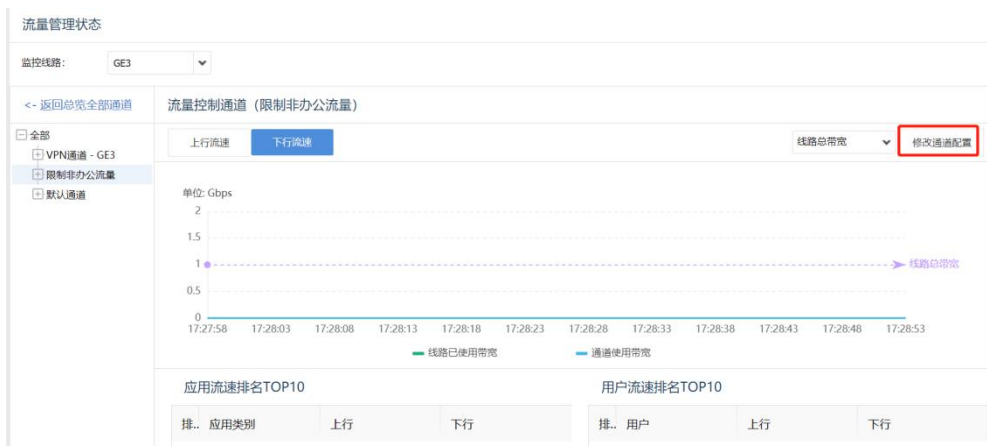 流量管理状态
监控线路: GE3
<- 返回总览全部通道
流量控制通道（限制非办公流量）
全部
VPN通道 - GE3
限制非办公流量
默认通道
上行流速 下行流速 线路总带宽 修改通道配置
单位: Gbps
2
1.5
1
线路总带宽
0.5
0
17:27:58 17:28:03 17:28:08 17:28:13 17:28:18 17:28:23 17:28:28 17:28:33 17:28:38 17:28:43 17:28:48 17:28:53
线路已使用带宽 通道使用带宽
应用流速排名TOP10 用户流速排名TOP10
排.. 应用类别 上行 下行 排.. 用户 上行 下行